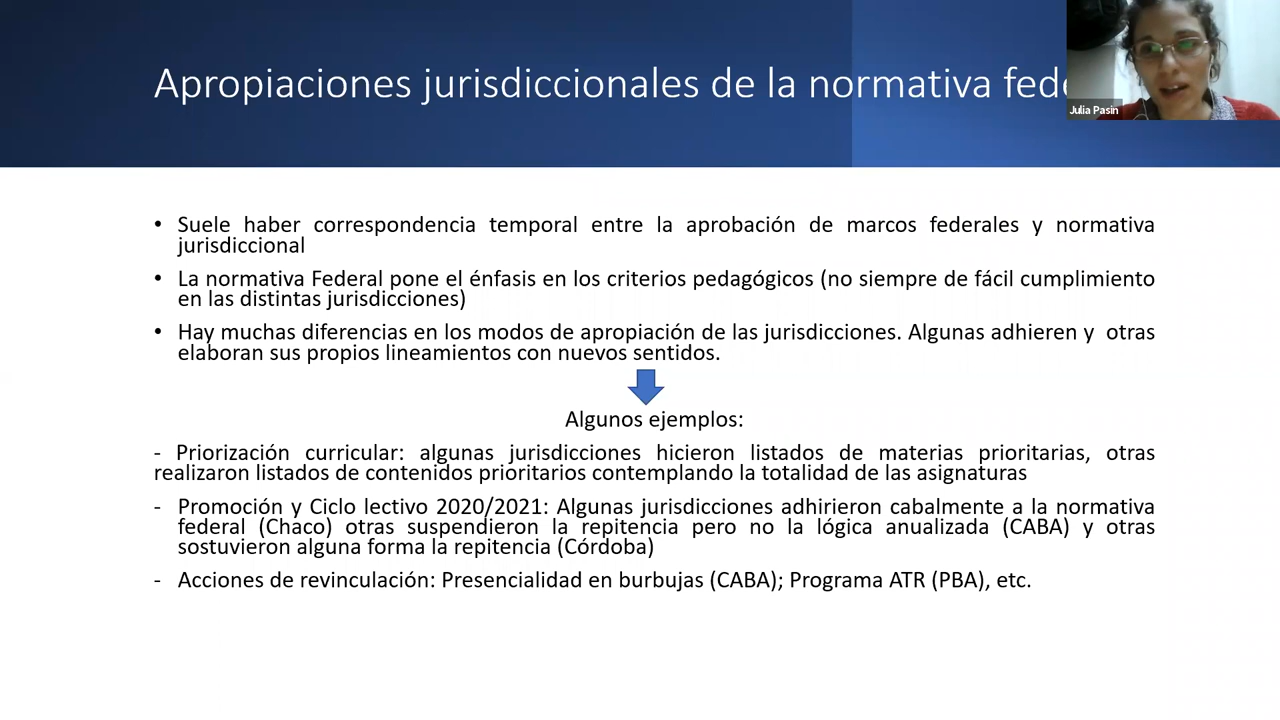 Apropiaciones jurisdiccionales de la normativa
Julia Pasin
• Suele haber correspondencia temporal entre la aprobación de marcos federales y normativa
jurisdiccional
• La normativa Federal pone el énfasis en los criterios pedagógicos (no siempre de fácil cumplimiento
en las distintas jurisdicciones)
• Hay muchas diferencias en los modos de apropiación de las jurisdicciones. Algunas adhieren y otras
elaboran sus propios lineamientos con nuevos sentidos.
Algunos ejemplos:
- Priorización curricular: algunas jurisdicciones hicieron listados de materias prioritarias, otras
realizaron listados de contenidos prioritarios contemplando la totalidad de las asignaturas
- Promoción y Ciclo lectivo 2020/2021: Algunas jurisdicciones adhirieron cabalmente a la normativa
federal (Chaco) otras suspendieron la repitencia pero no la lógica anualizada (CABA) y otras
sostuvieron alguna forma la repitencia (Córdoba)
- Acciones de revinculación: Presencialidad en burbujas (CABA); Programa ATR (PBA), etc.